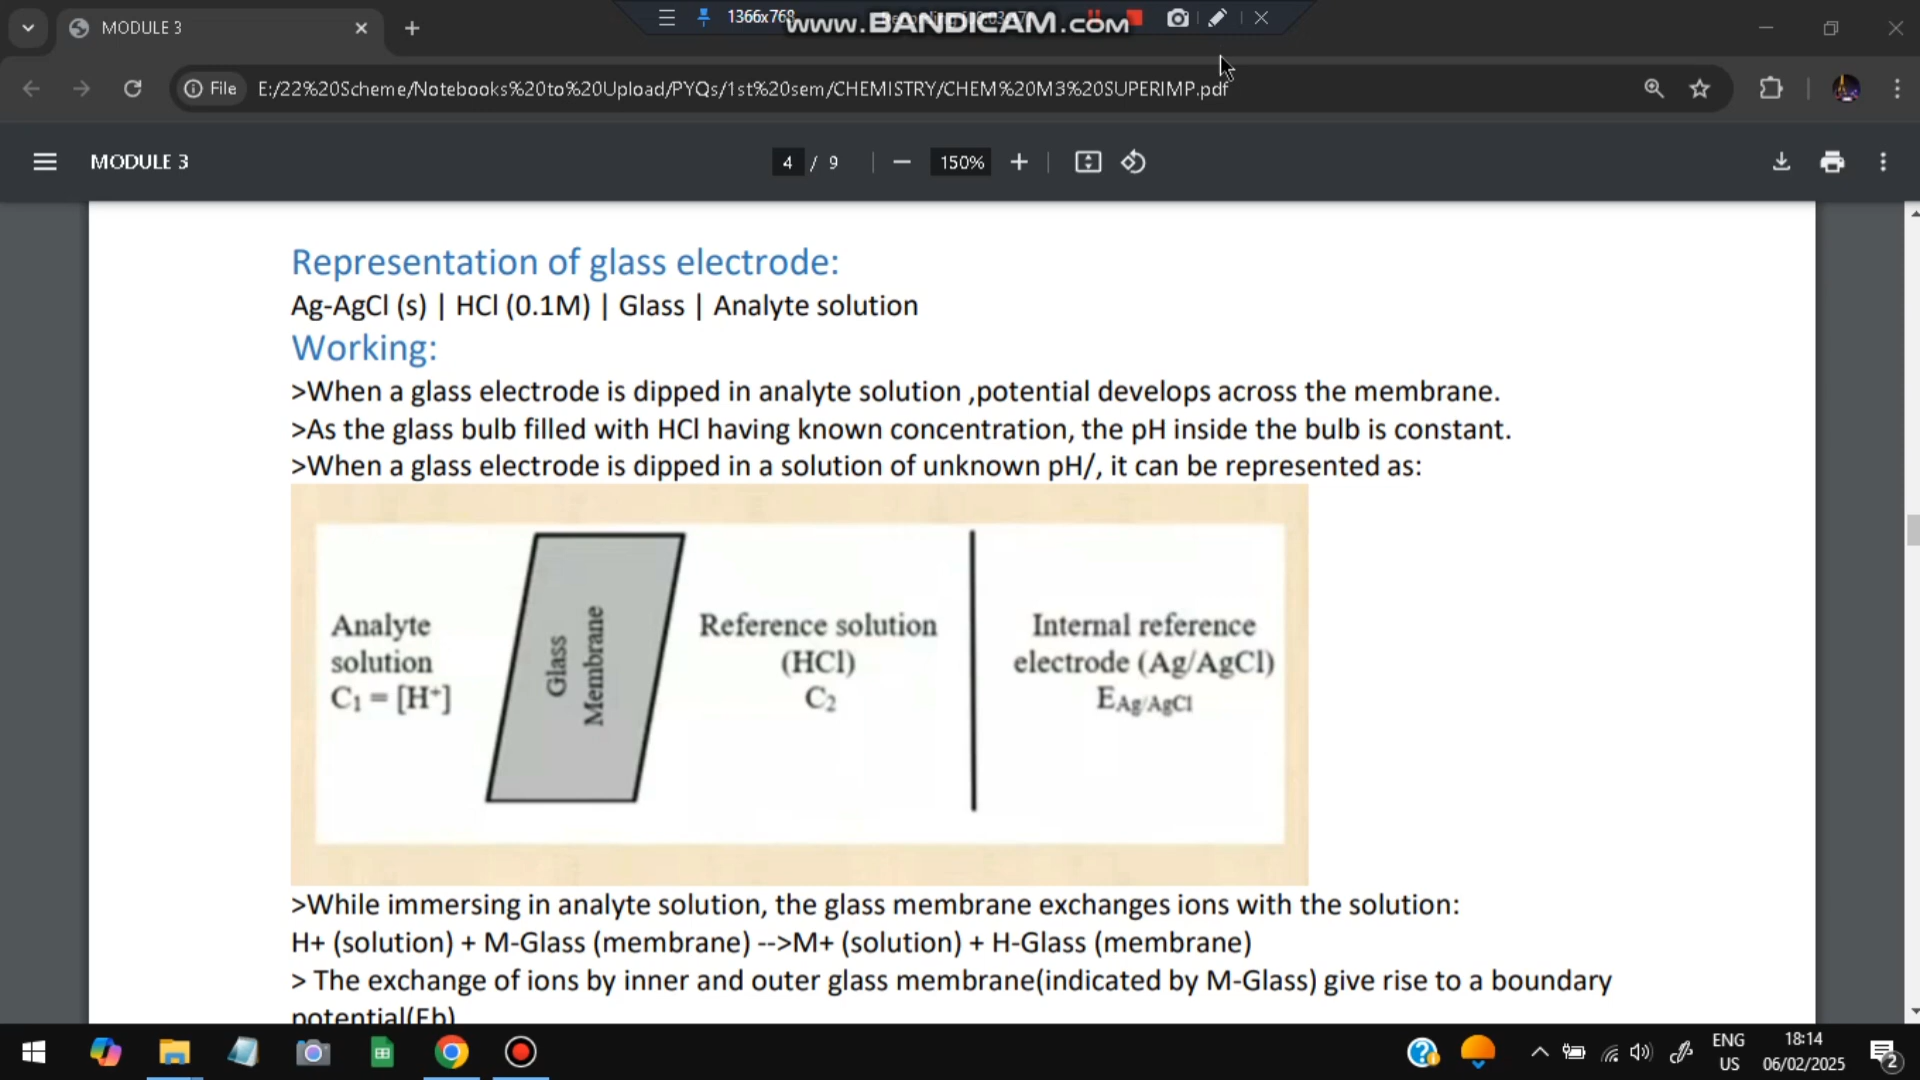 MODULE 3
1366x768
www.BANDICAM.com
File
E:/22%20Scheme/Notebooks%20to%20Upload/PYQs/1st%20sem/CHEMISTRY/CHEM%20M3%20SUPERIMP.pdf
MODULE 3
4 / 9
150%
Representation of glass electrode:
Ag-AgCl (s) | HCl (0.1M) | Glass | Analyte solution
Working:
>When a glass electrode is dipped in analyte solution ,potential develops across the membrane.
>As the glass bulb filled with HCl having known concentration, the pH inside the bulb is constant.
>When a glass electrode is dipped in a solution of unknown pH/, it can be represented as:
Analyte
solution
C₁ = [H⁺]
Glass
Membrane
Reference solution
(HCl)
C₂
Internal reference
electrode (Ag/AgCl)
EAg/AgCl
>While immersing in analyte solution, the glass membrane exchanges ions with the solution:
H+ (solution) + M-Glass (membrane) -->M+ (solution) + H-Glass (membrane)
> The exchange of ions by inner and outer glass membrane(indicated by M-Glass) give rise to a boundary
potential(Eb)
ENG
US
18:14
06/02/2025
2